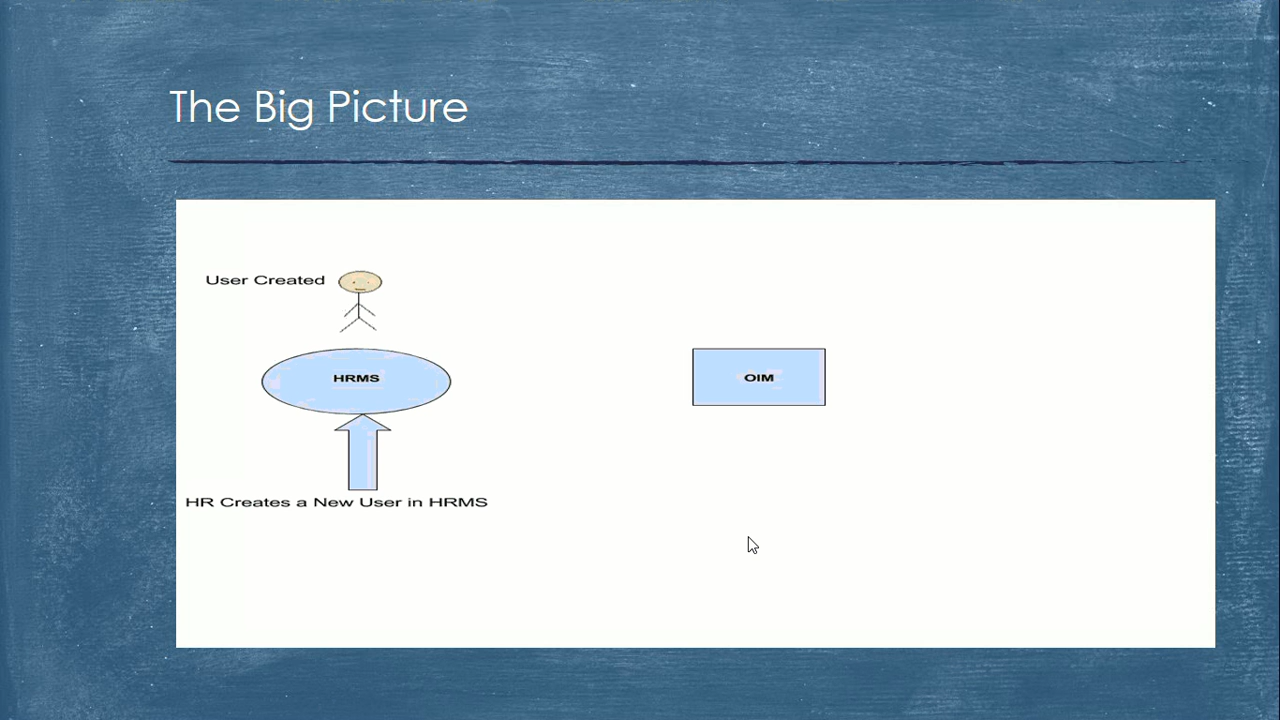 The Big Picture
User Created
HRMS
OIM
HR Creates a New User in HRMS